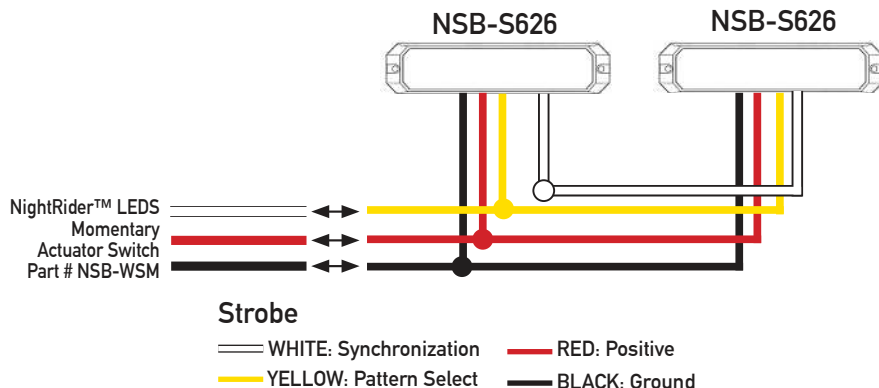 NSB-S626
NSB-S626
NightRider™ LEDS
Momentary
Actuator Switch
Part # NSB-WSM
Strobe
WHITE: Synchronization
RED: Positive
YELLOW: Pattern Select
BLACK: Ground